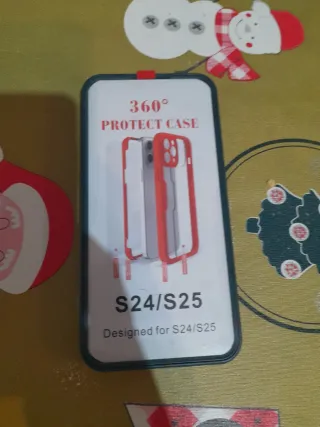 360°
PROTECT CASE
S24/S25
Designed for S24/S25